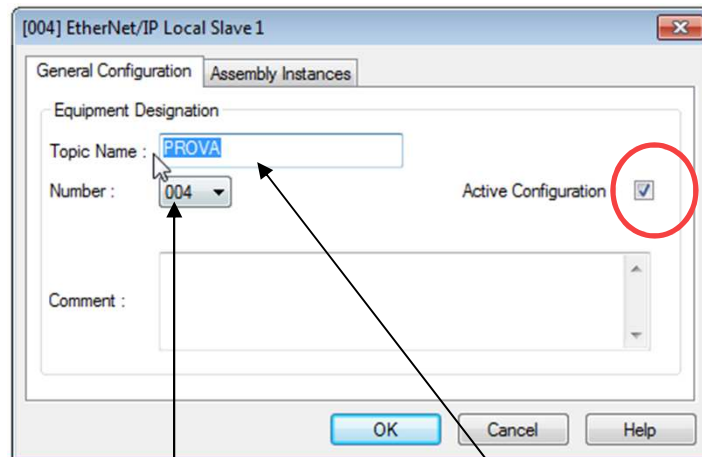 [004] EtherNet/IP Local Slave 1
General Configuration
Assembly Instances
Equipment Designation
Topic Name :
PROVA
Number :
004
Active Configuration
Comment :
OK
Cancel
Help